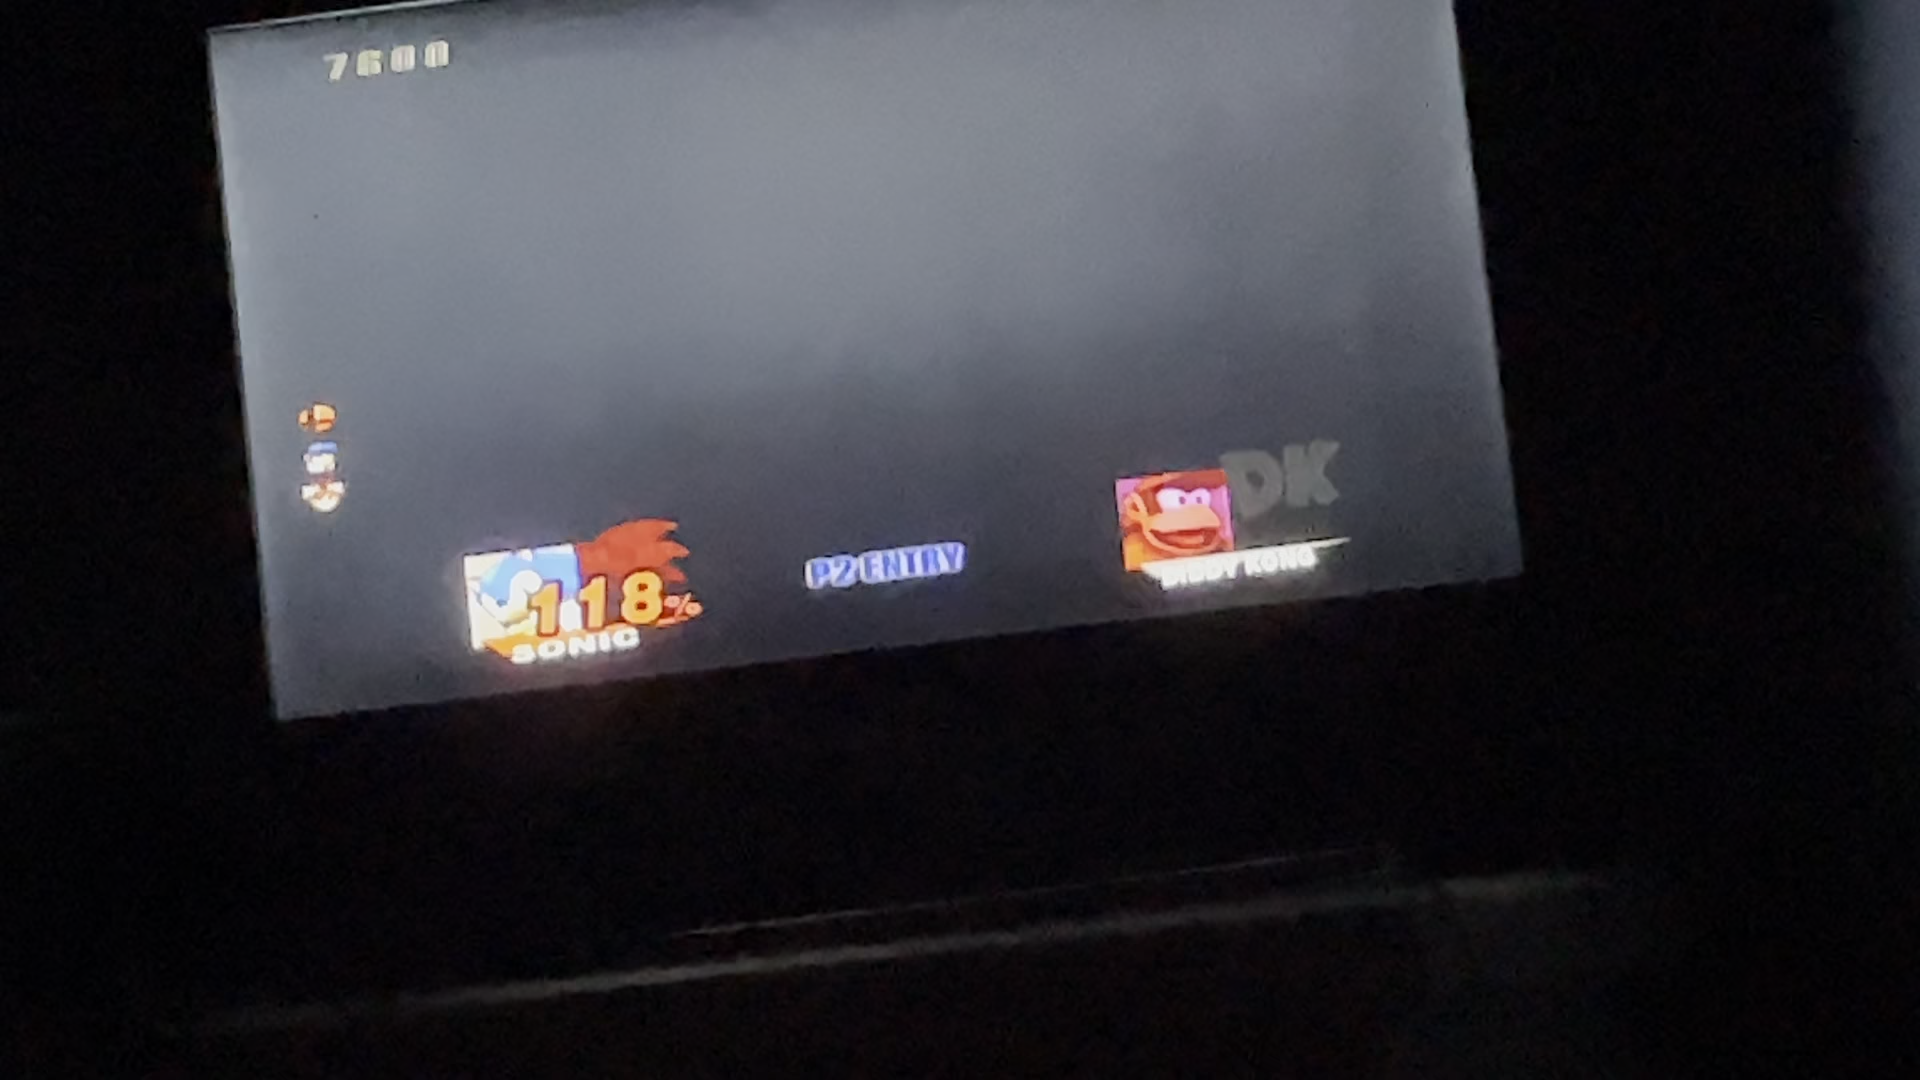 7600
DK
118%
SONIC
P2 ENTRY
DIDDY KONG